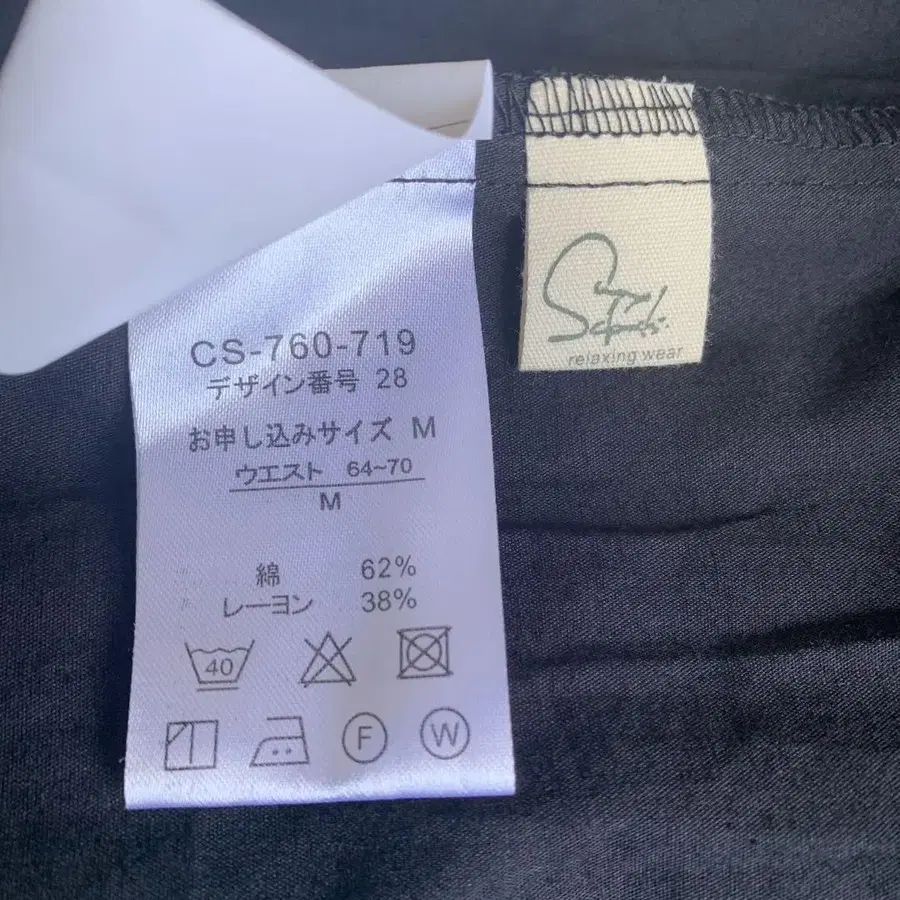 CS-760-719
デザイン番号 28
お申し込みサイズ M
ウエスト 64~70
M
綿 62%
レーヨン 38%
40
F
W
relaxing wear